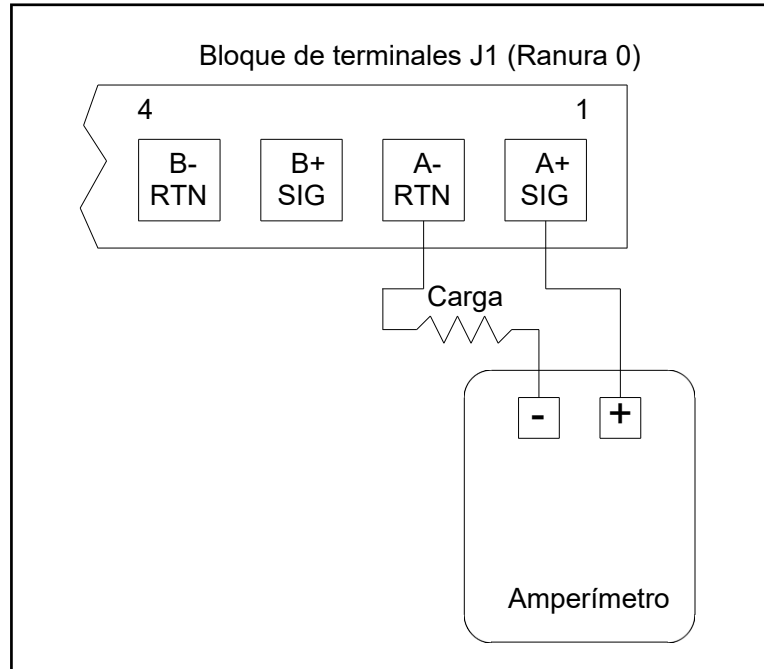 Bloque de terminales J1 (Ranura 0)
4 1
B- B+ A- A+
RTN SIG RTN SIG
Carga
- +
Amperímetro